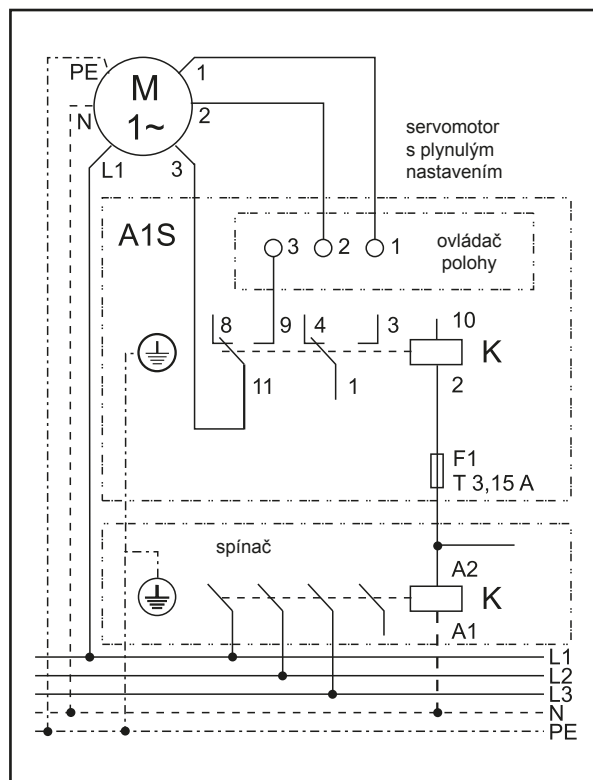 PE
1
M
1~
N
2
L1
3
servomotor
s plynulým
nastavením
A1S
3 2 1
ovládač
polohy
8 9 4 3 10
K
11 1 2
F1
T 3,15 A
spínač
A2
K
A1
L1
L2
L3
N
PE